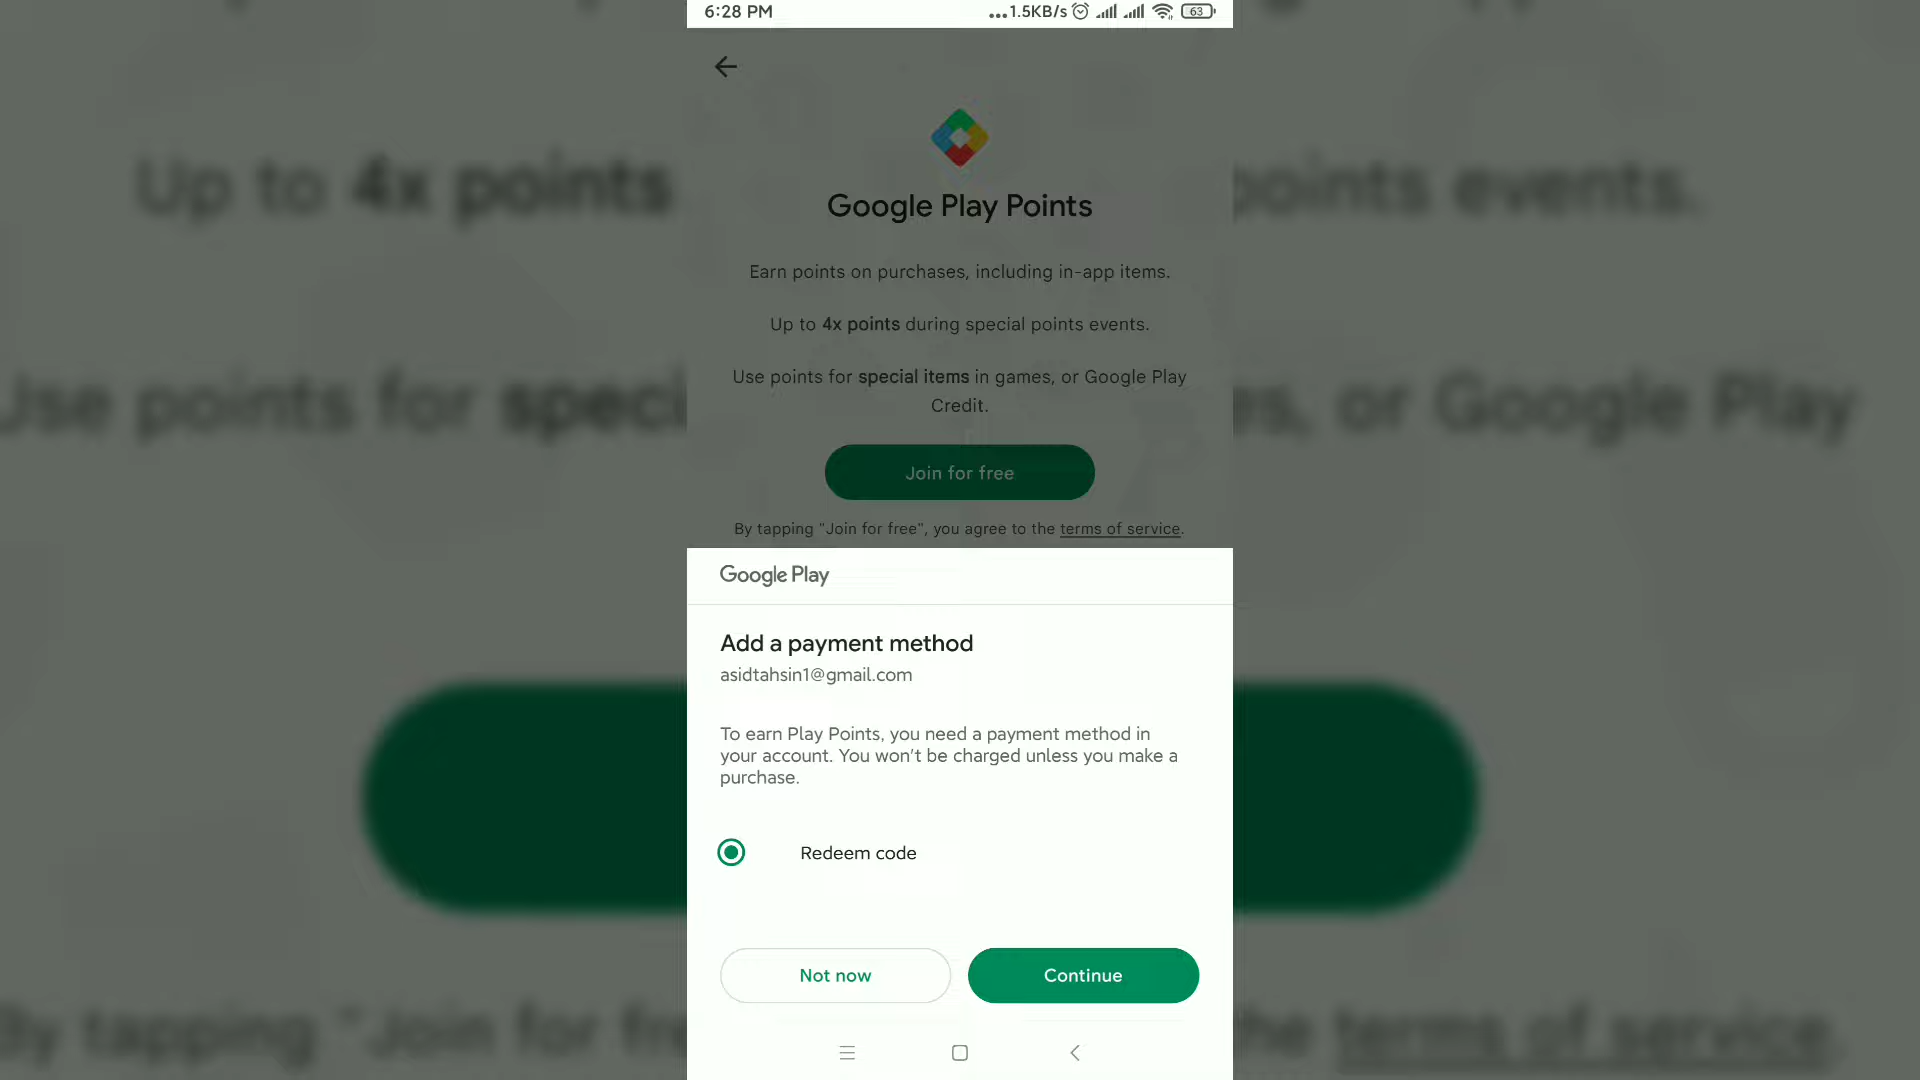 6:28 PM ...1.5KB/s 63
Google Play Points
Earn points on purchases, including in-app items.
Up to 4x points during special points events.
Use points for special items in games, or Google Play
Credit.
Join for free
By tapping "Join for free", you agree to the terms of service.
Google Play
Add a payment method
asidtahsin1@gmail.com
To earn Play Points, you need a payment method in
your account. You won't be charged unless you make a
purchase.
Redeem code
Not now
Continue
Up to 4x points
points events.
Use points for speci
es, or Google Play
By tapping "Join for fre
the terms of service.